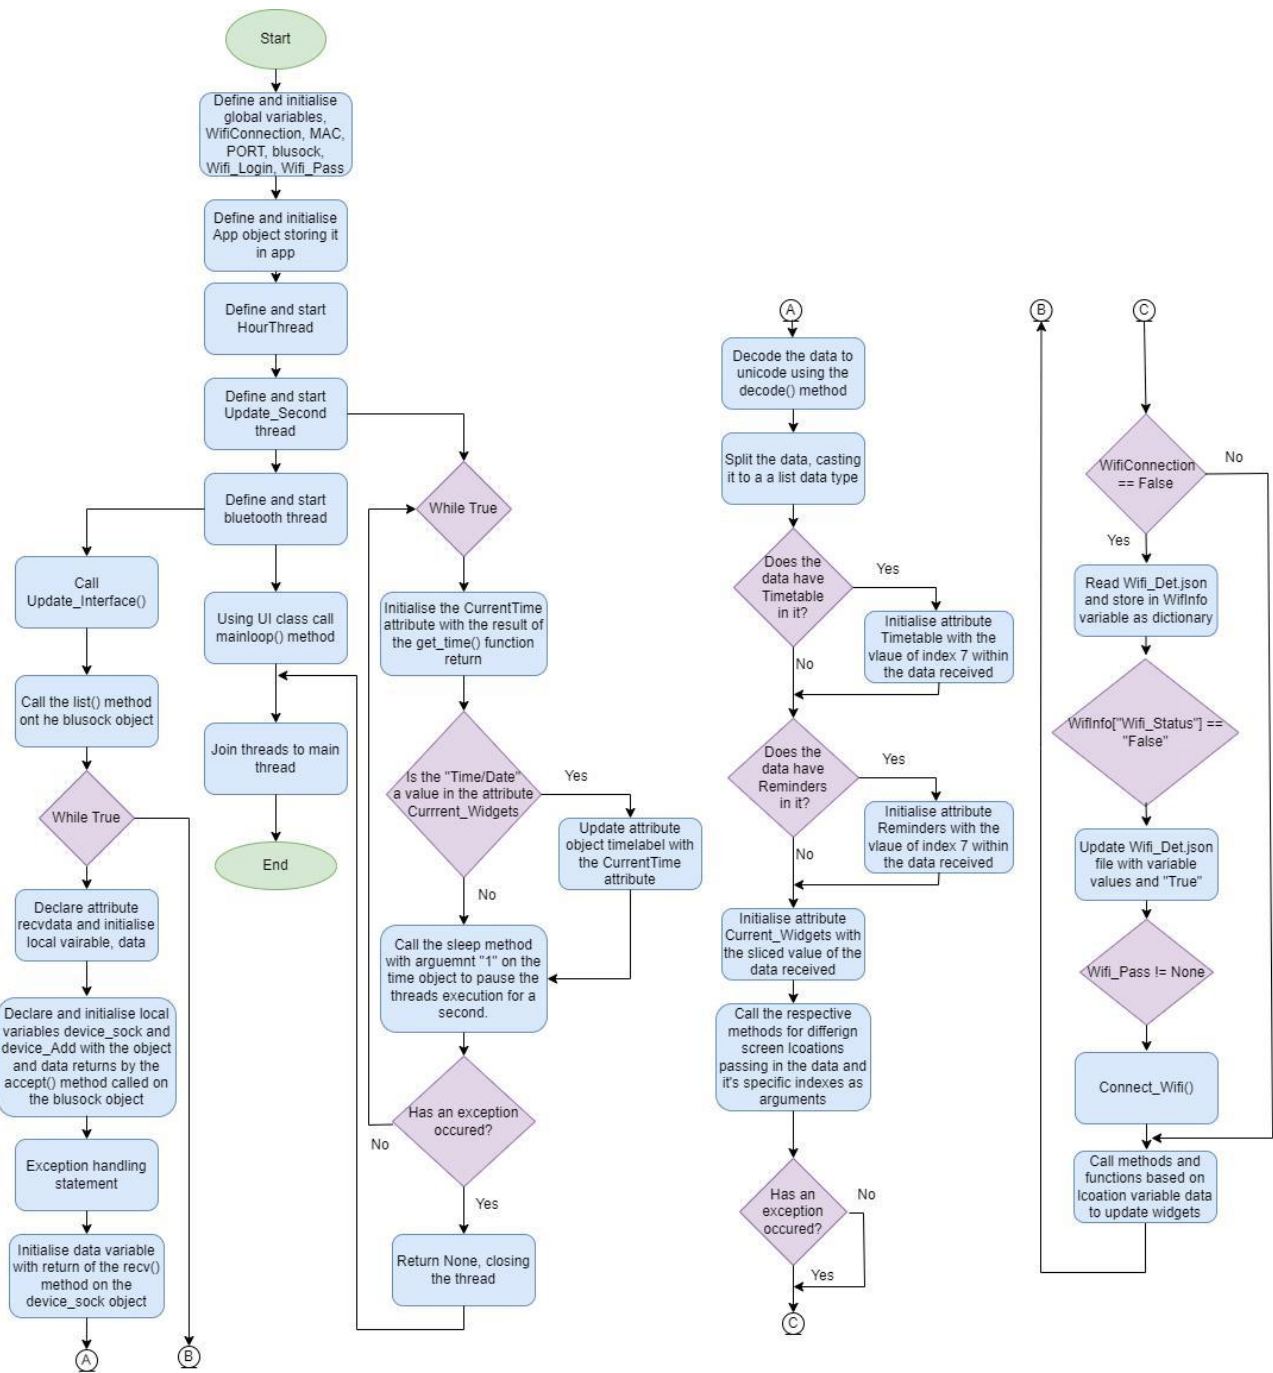 Start
Define and initialise
global variables,
WifiConnection, MAC,
PORT, blusock,
Wifi_Login, Wifi_Pass
Define and initialise
App object storing it
in app
Define and start
HourThread
Define and start
Update_Second
thread
Define and start
bluetooth thread
Using UI class call
mainloop() method
Join threads to main
thread
End
Call
Update_Interface()
Call the list() method
ont he blusock object
While True
Declare attribute
recvdata and initialise
local vairable, data
Declare and initialise local
variables device_sock and
device_Add with the object
and data returns by the
accept() method called on
the blusock object
Exception handling
statement
Initialise data variable
with return of the recv()
method on the
device_sock object
A
B
While True
Initialise the CurrentTime
attribute with the result of
the get_time() function
return
Is the "Time/Date"
a value in the attribute
Currrent_Widgets
Yes
Update attribute
object timelabel with
the CurrentTime
attribute
No
Call the sleep method
with arguemnt "1" on the
time object to pause the
threads execution for a
second.
Has an exception
occured?
No
Yes
Return None, closing
the thread
A
Decode the data to
unicode using the
decode() method
Split the data, casting
it to a a list data type
Does the
data have
Timetable
in it?
Yes
Initialise attribute
Timetable with the
vlaue of index 7 within
the data received
No
Does the
data have
Reminders
in it?
Yes
Initialise attribute
Reminders with the
vlaue of index 7 within
the data received
No
Initialise attribute
Current_Widgets with
the sliced value of the
data received
Call the respective
methods for differign
screen lcoations
passing in the data and
it's specific indexes as
arguments
Has an
exception
occured?
No
Yes
C
B
C
WifiConnection
== False
No
Yes
Read Wifi_Det.json
and store in WifInfo
variable as dictionary
WifInfo["Wifi_Status"] ==
"False"
Update Wifi_Det.json
file with variable
values and "True"
Wifi_Pass != None
Connect_Wifi()
Call methods and
functions based on
lcoation variable data
to update widgets